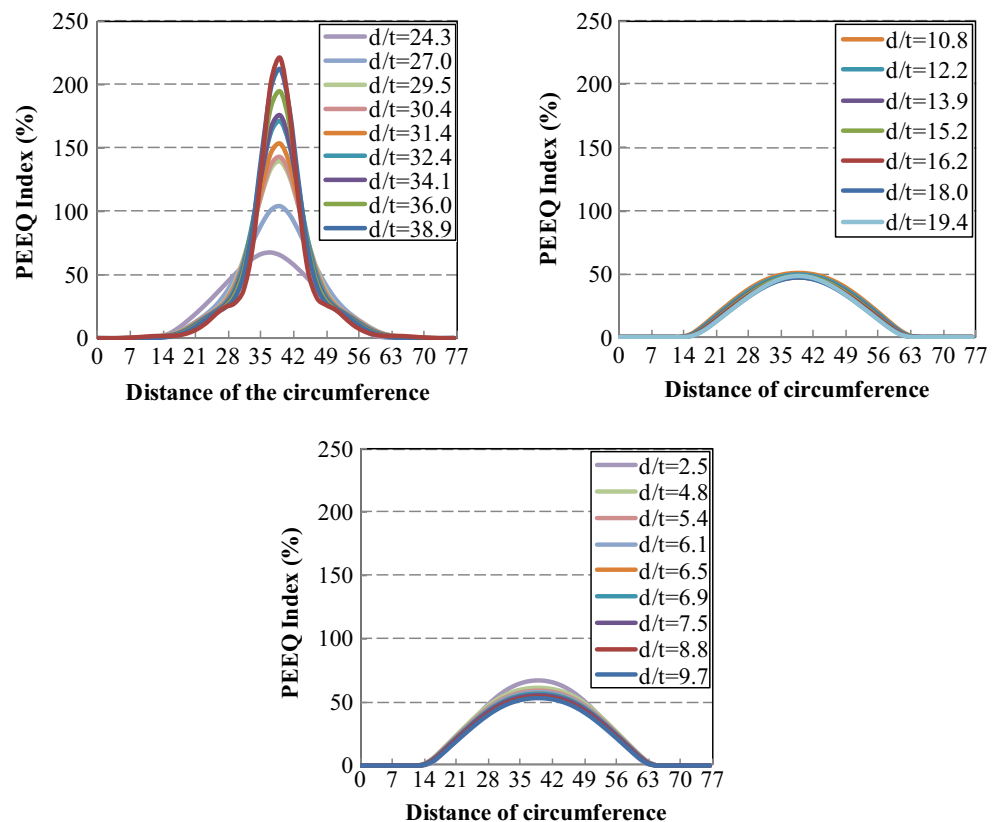 PEEQ Index (%)
250
200
150
100
50
0
0 7 14 21 28 35 42 49 56 63 70 77
Distance of the circumference
d/t=24.3
d/t=27.0
d/t=29.5
d/t=30.4
d/t=31.4
d/t=32.4
d/t=34.1
d/t=36.0
d/t=38.9
PEEQ Index (%)
250
200
150
100
50
0
0 7 14 21 28 35 42 49 56 63 70 77
Distance of circumference
d/t=10.8
d/t=12.2
d/t=13.9
d/t=15.2
d/t=16.2
d/t=18.0
d/t=19.4
PEEQ Index (%)
250
200
150
100
50
0
0 7 14 21 28 35 42 49 56 63 70 77
Distance of circumference
d/t=2.5
d/t=4.8
d/t=5.4
d/t=6.1
d/t=6.5
d/t=6.9
d/t=7.5
d/t=8.8
d/t=9.7